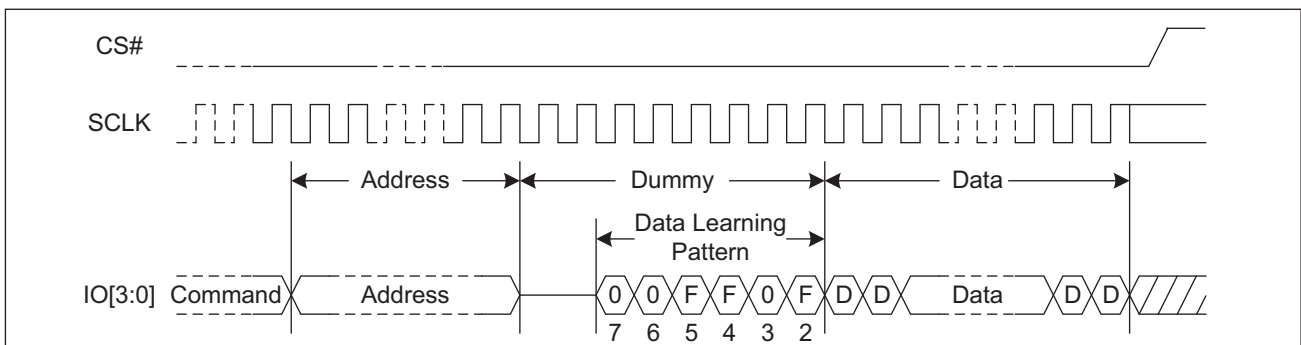 CS#
SCLK
Address Dummy Data
Data Learning
Pattern
IO[3:0] Command Address 0 0 F F 0 F D D Data D D
7 6 5 4 3 2